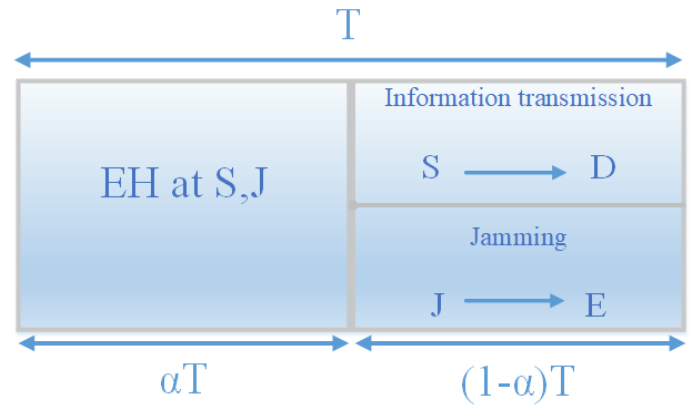 T
EH at S,J
Information transmission
S D
Jamming
J E
αT
(1-α)T